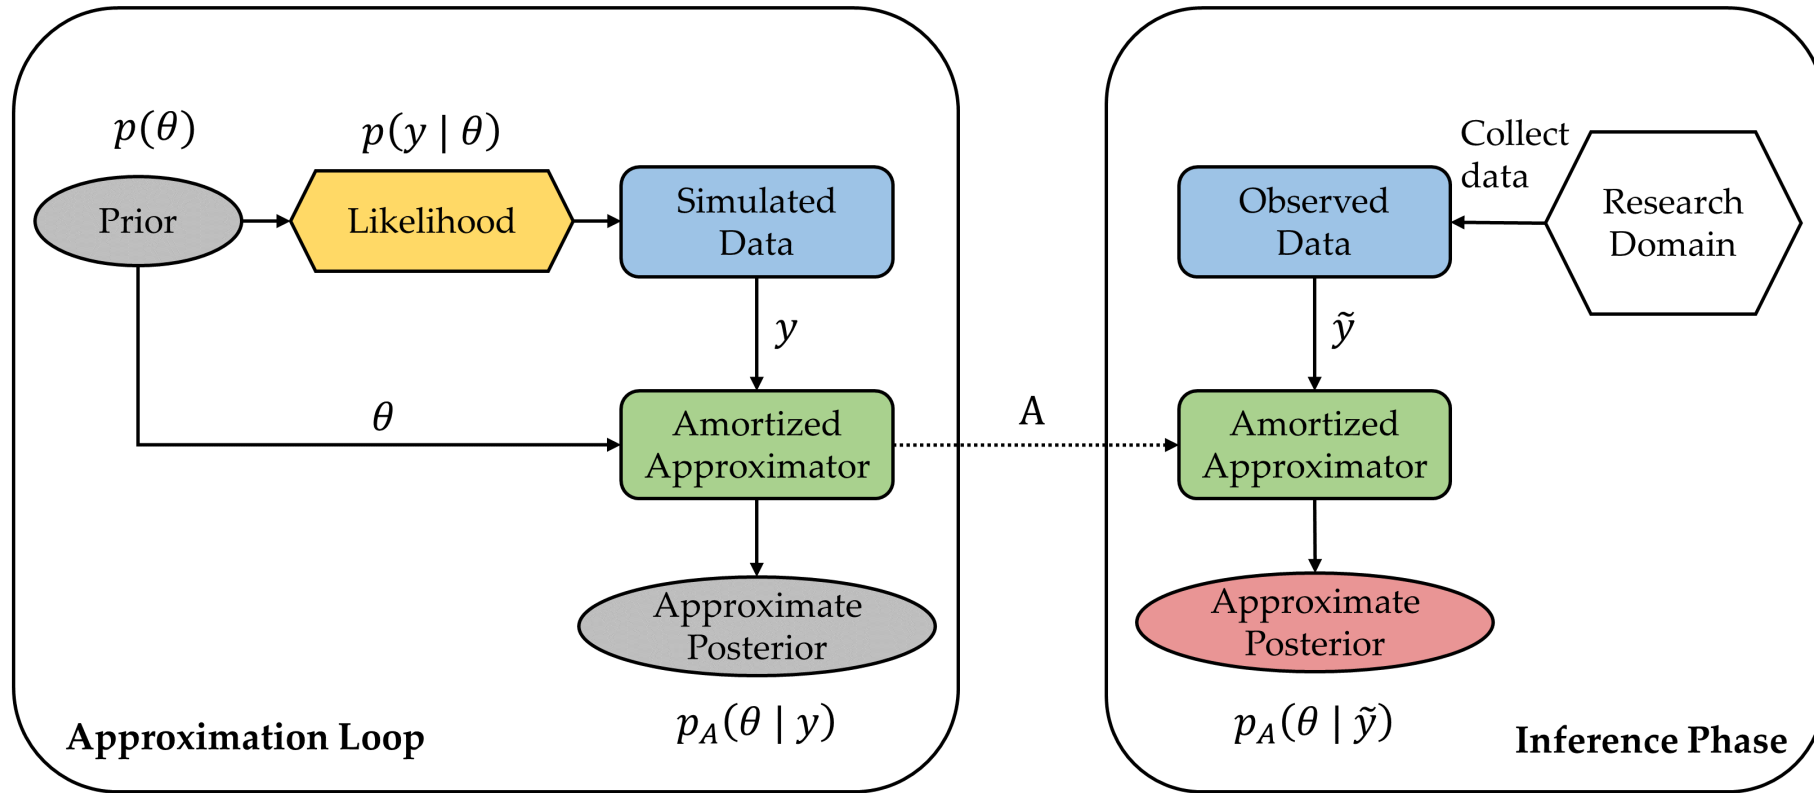 p(θ)
p(y | θ)
Prior
Likelihood
Simulated
Data
y
θ
Amortized
Approximator
Approximate
Posterior
p_A(θ | y)
Approximation Loop
A
Collect
data
Observed
Data
Research
Domain
ỹ
Amortized
Approximator
Approximate
Posterior
p_A(θ | ỹ)
Inference Phase